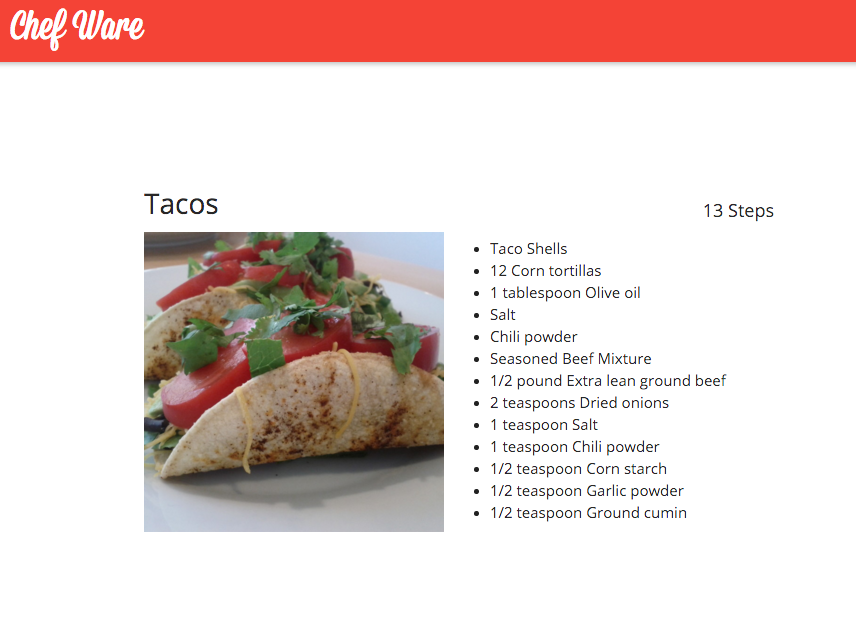 Chef Ware
Tacos
13 Steps
Taco Shells
12 Corn tortillas
1 tablespoon Olive oil
Salt
Chili powder
Seasoned Beef Mixture
1/2 pound Extra lean ground beef
2 teaspoons Dried onions
1 teaspoon Salt
1 teaspoon Chili powder
1/2 teaspoon Corn starch
1/2 teaspoon Garlic powder
1/2 teaspoon Ground cumin